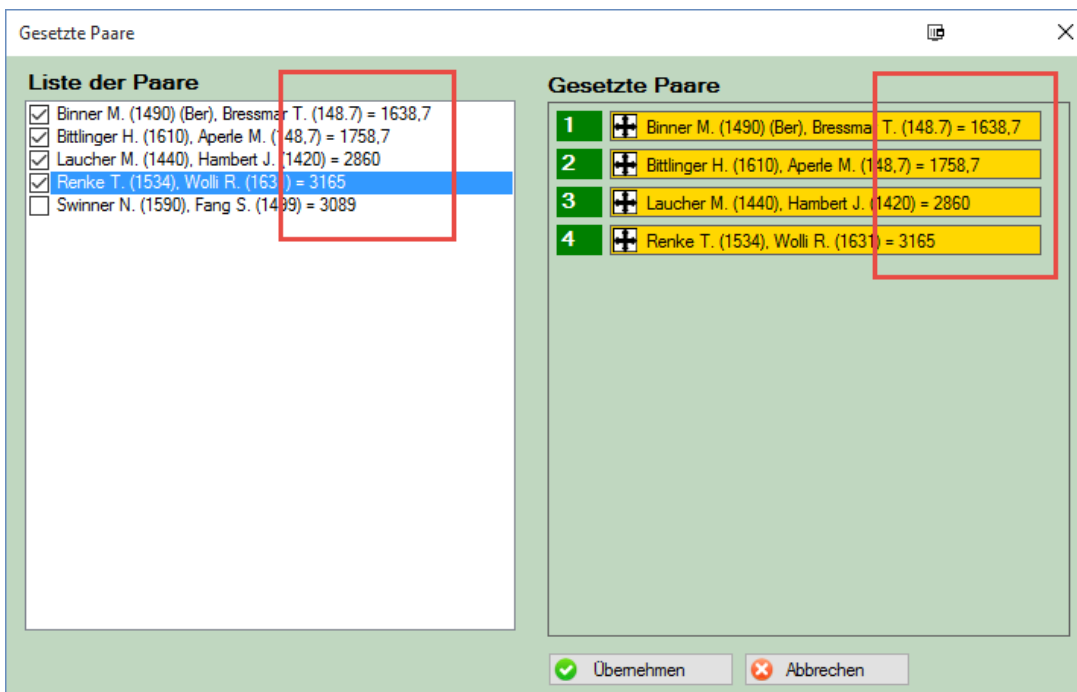 Gesetzte Paare
Liste der Paare
Binner M. (1490) (Ber), Bressmar T. (148.7) = 1638,7
Bittlinger H. (1610), Aperle M. (148,7) = 1758,7
Laucher M. (1440), Hambert J. (1420) = 2860
Renke T. (1534), Wolli R. (1631) = 3165
Swinner N. (1590), Fang S. (1499) = 3089
Gesetzte Paare
1 Binner M. (1490) (Ber), Bressmar T. (148.7) = 1638,7
2 Bittlinger H. (1610), Aperle M. (148,7) = 1758,7
3 Laucher M. (1440), Hambert J. (1420) = 2860
4 Renke T. (1534), Wolli R. (1631) = 3165
Übernehmen
Abbrechen